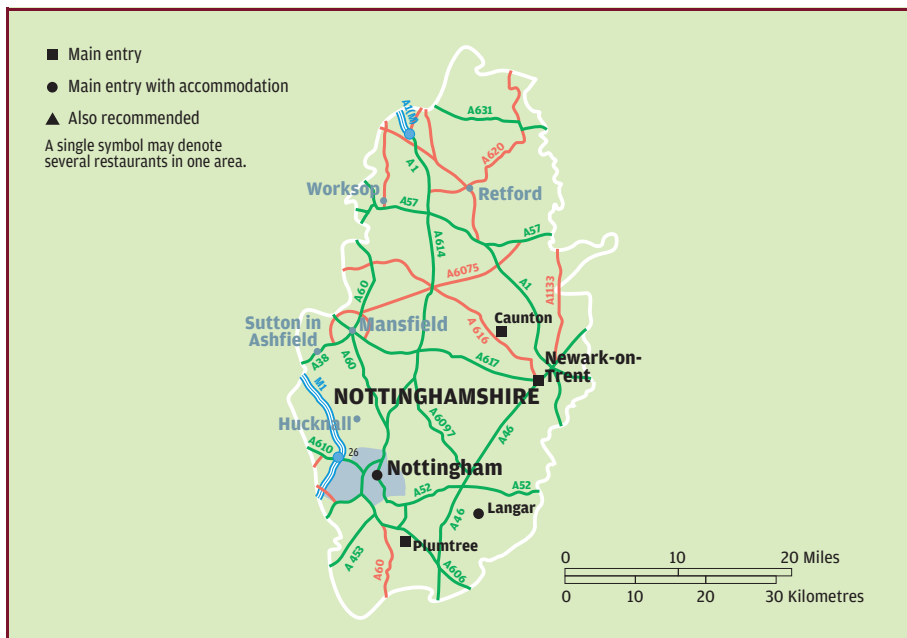 Main entry
Main entry with accommodation
Also recommended
A single symbol may denote
several restaurants in one area.
A1(M)
A631
A1
A620
Worksop
Retford
A57
A614
A57
A6075
A60
A1
A1133
Caunton
Sutton in
Ashfield
Mansfield
A616
A38
A60
A617
Newark-on-
Trent
M1
NOTTINGHAMSHIRE
Hucknall
A6097
A46
A610
26
Nottingham
A52
A52
A46
Langar
A453
Plumtree
A60
A606
0 10 20 Miles
0 10 20 30 Kilometres